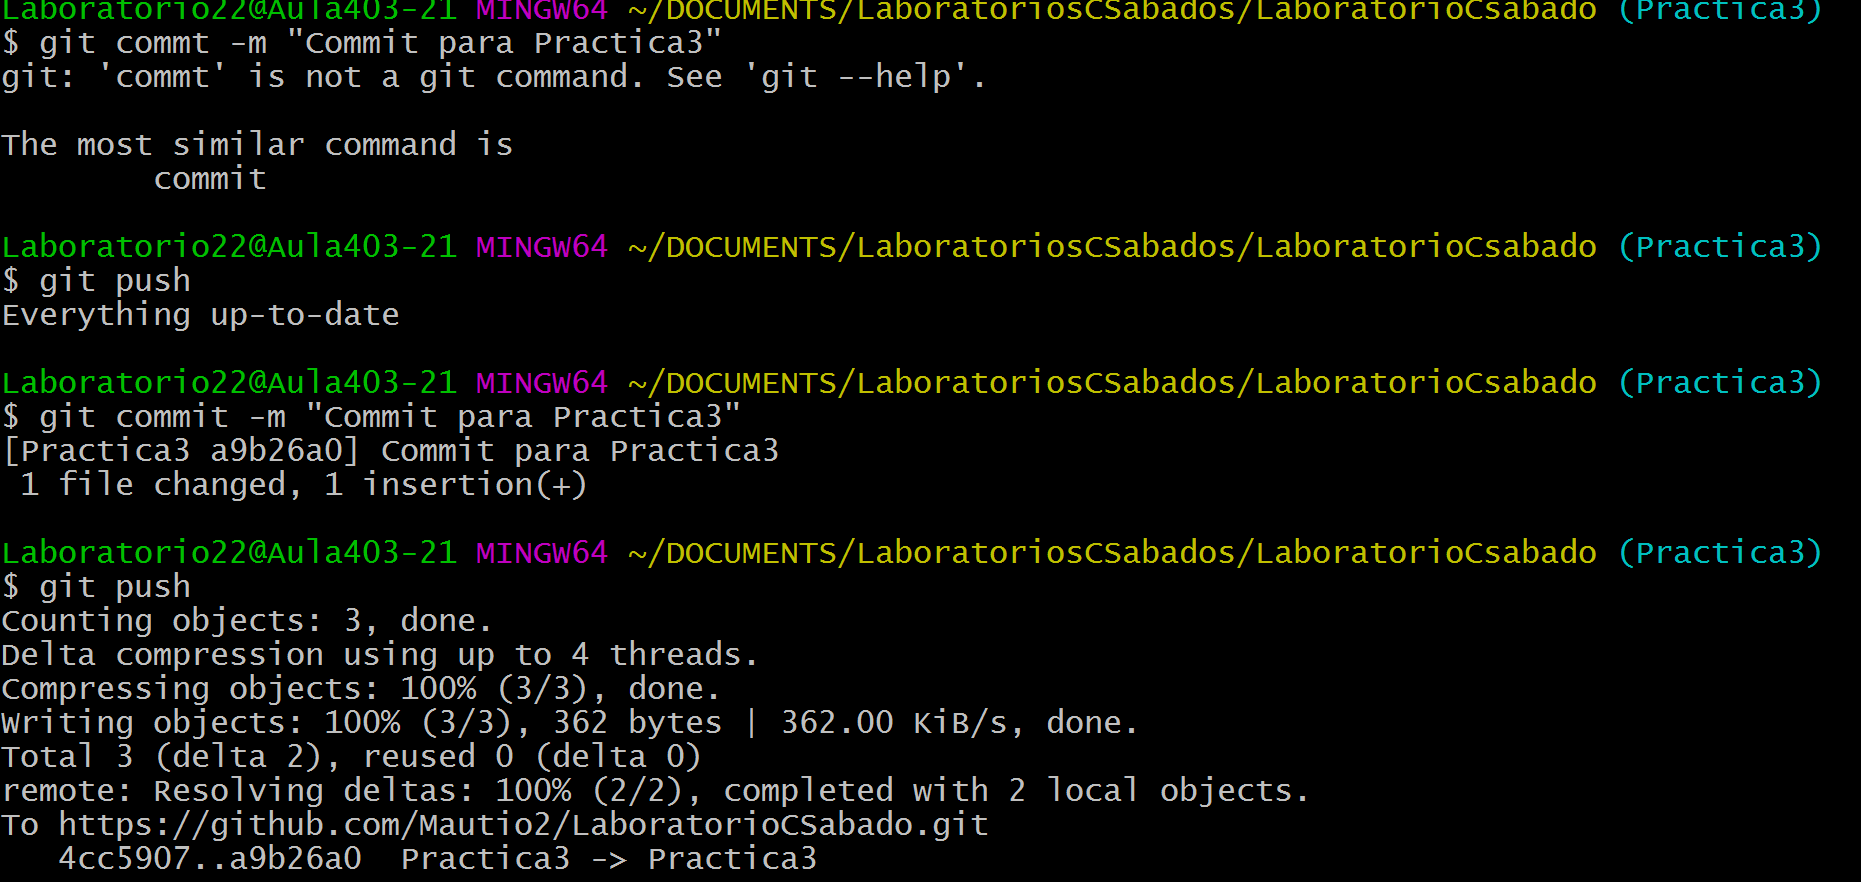 Laboratorio22@Aula403-21 MINGW64 ~/DOCUMENTS/LaboratoriosCSabados/LaboratorioCsabado (Practica3)
$ git commt -m "Commit para Practica3"
git: 'commt' is not a git command. See 'git --help'.
The most similar command is
        commit
Laboratorio22@Aula403-21 MINGW64 ~/DOCUMENTS/LaboratoriosCSabados/LaboratorioCsabado (Practica3)
$ git push
Everything up-to-date
Laboratorio22@Aula403-21 MINGW64 ~/DOCUMENTS/LaboratoriosCSabados/LaboratorioCsabado (Practica3)
$ git commit -m "Commit para Practica3"
[Practica3 a9b26a0] Commit para Practica3
 1 file changed, 1 insertion(+)
Laboratorio22@Aula403-21 MINGW64 ~/DOCUMENTS/LaboratoriosCSabados/LaboratorioCsabado (Practica3)
$ git push
Counting objects: 3, done.
Delta compression using up to 4 threads.
Compressing objects: 100% (3/3), done.
Writing objects: 100% (3/3), 362 bytes | 362.00 KiB/s, done.
Total 3 (delta 2), reused 0 (delta 0)
remote: Resolving deltas: 100% (2/2), completed with 2 local objects.
To https://github.com/Mautio2/LaboratorioCSabado.git
   4cc5907..a9b26a0  Practica3 -> Practica3